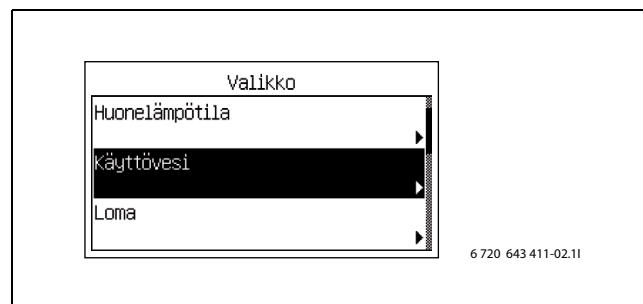 Valikko
Huonelämpötila
Käyttövesi
Loma
6 720 643 411-02.1I